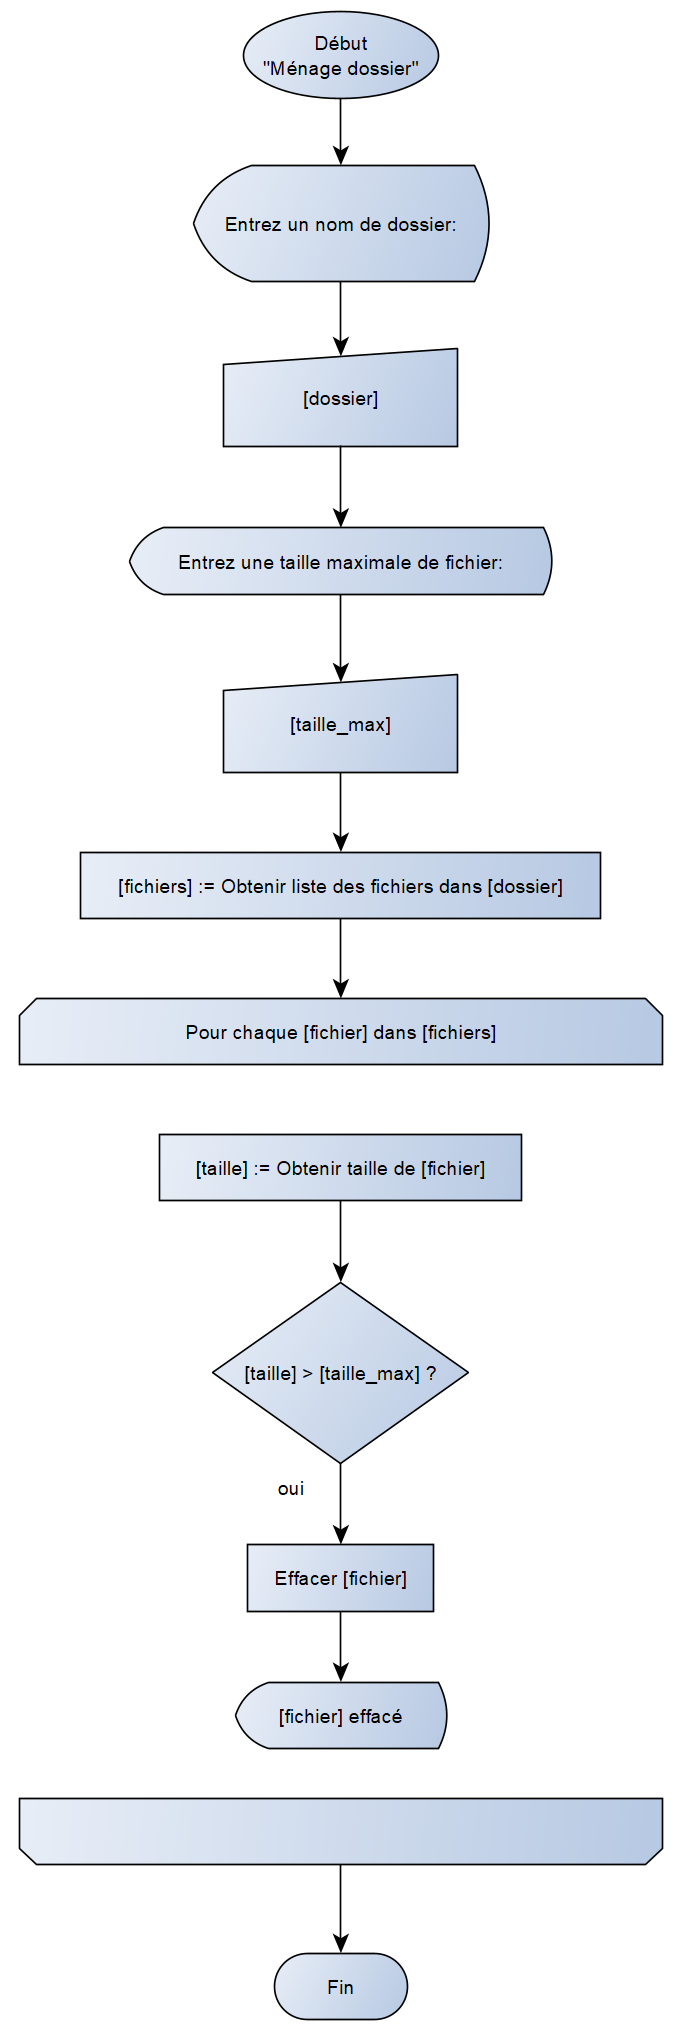 Début
"Ménage dossier"
Entrez un nom de dossier:
[dossier]
Entrez une taille maximale de fichier:
[taille_max]
[fichiers] := Obtenir liste des fichiers dans [dossier]
Pour chaque [fichier] dans [fichiers]
[taille] := Obtenir taille de [fichier]
[taille] > [taille_max] ?
oui
Effacer [fichier]
[fichier] effacé
Fin